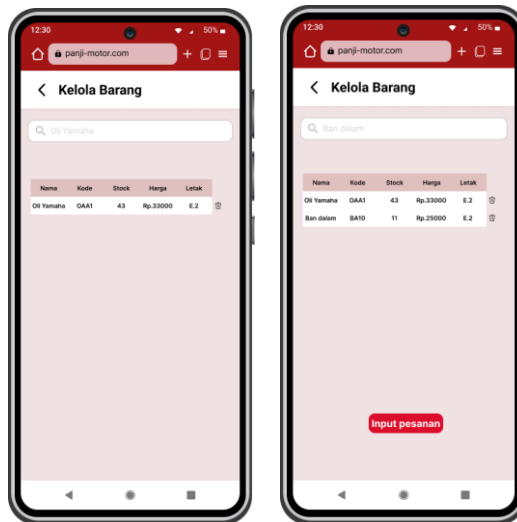 12:30 50%
panji-motor.com
Kelola Barang
Oli Yamaha
Nama Kode Stock Harga Letak
Oli Yamaha OAA1 43 Rp.33000 E.2
12:30 50%
panji-motor.com
Kelola Barang
Ban dalam
Nama Kode Stock Harga Letak
Oli Yamaha OAA1 43 Rp.33000 E.2
Ban dalam BA10 11 Rp.25000 E.2
Input pesanan